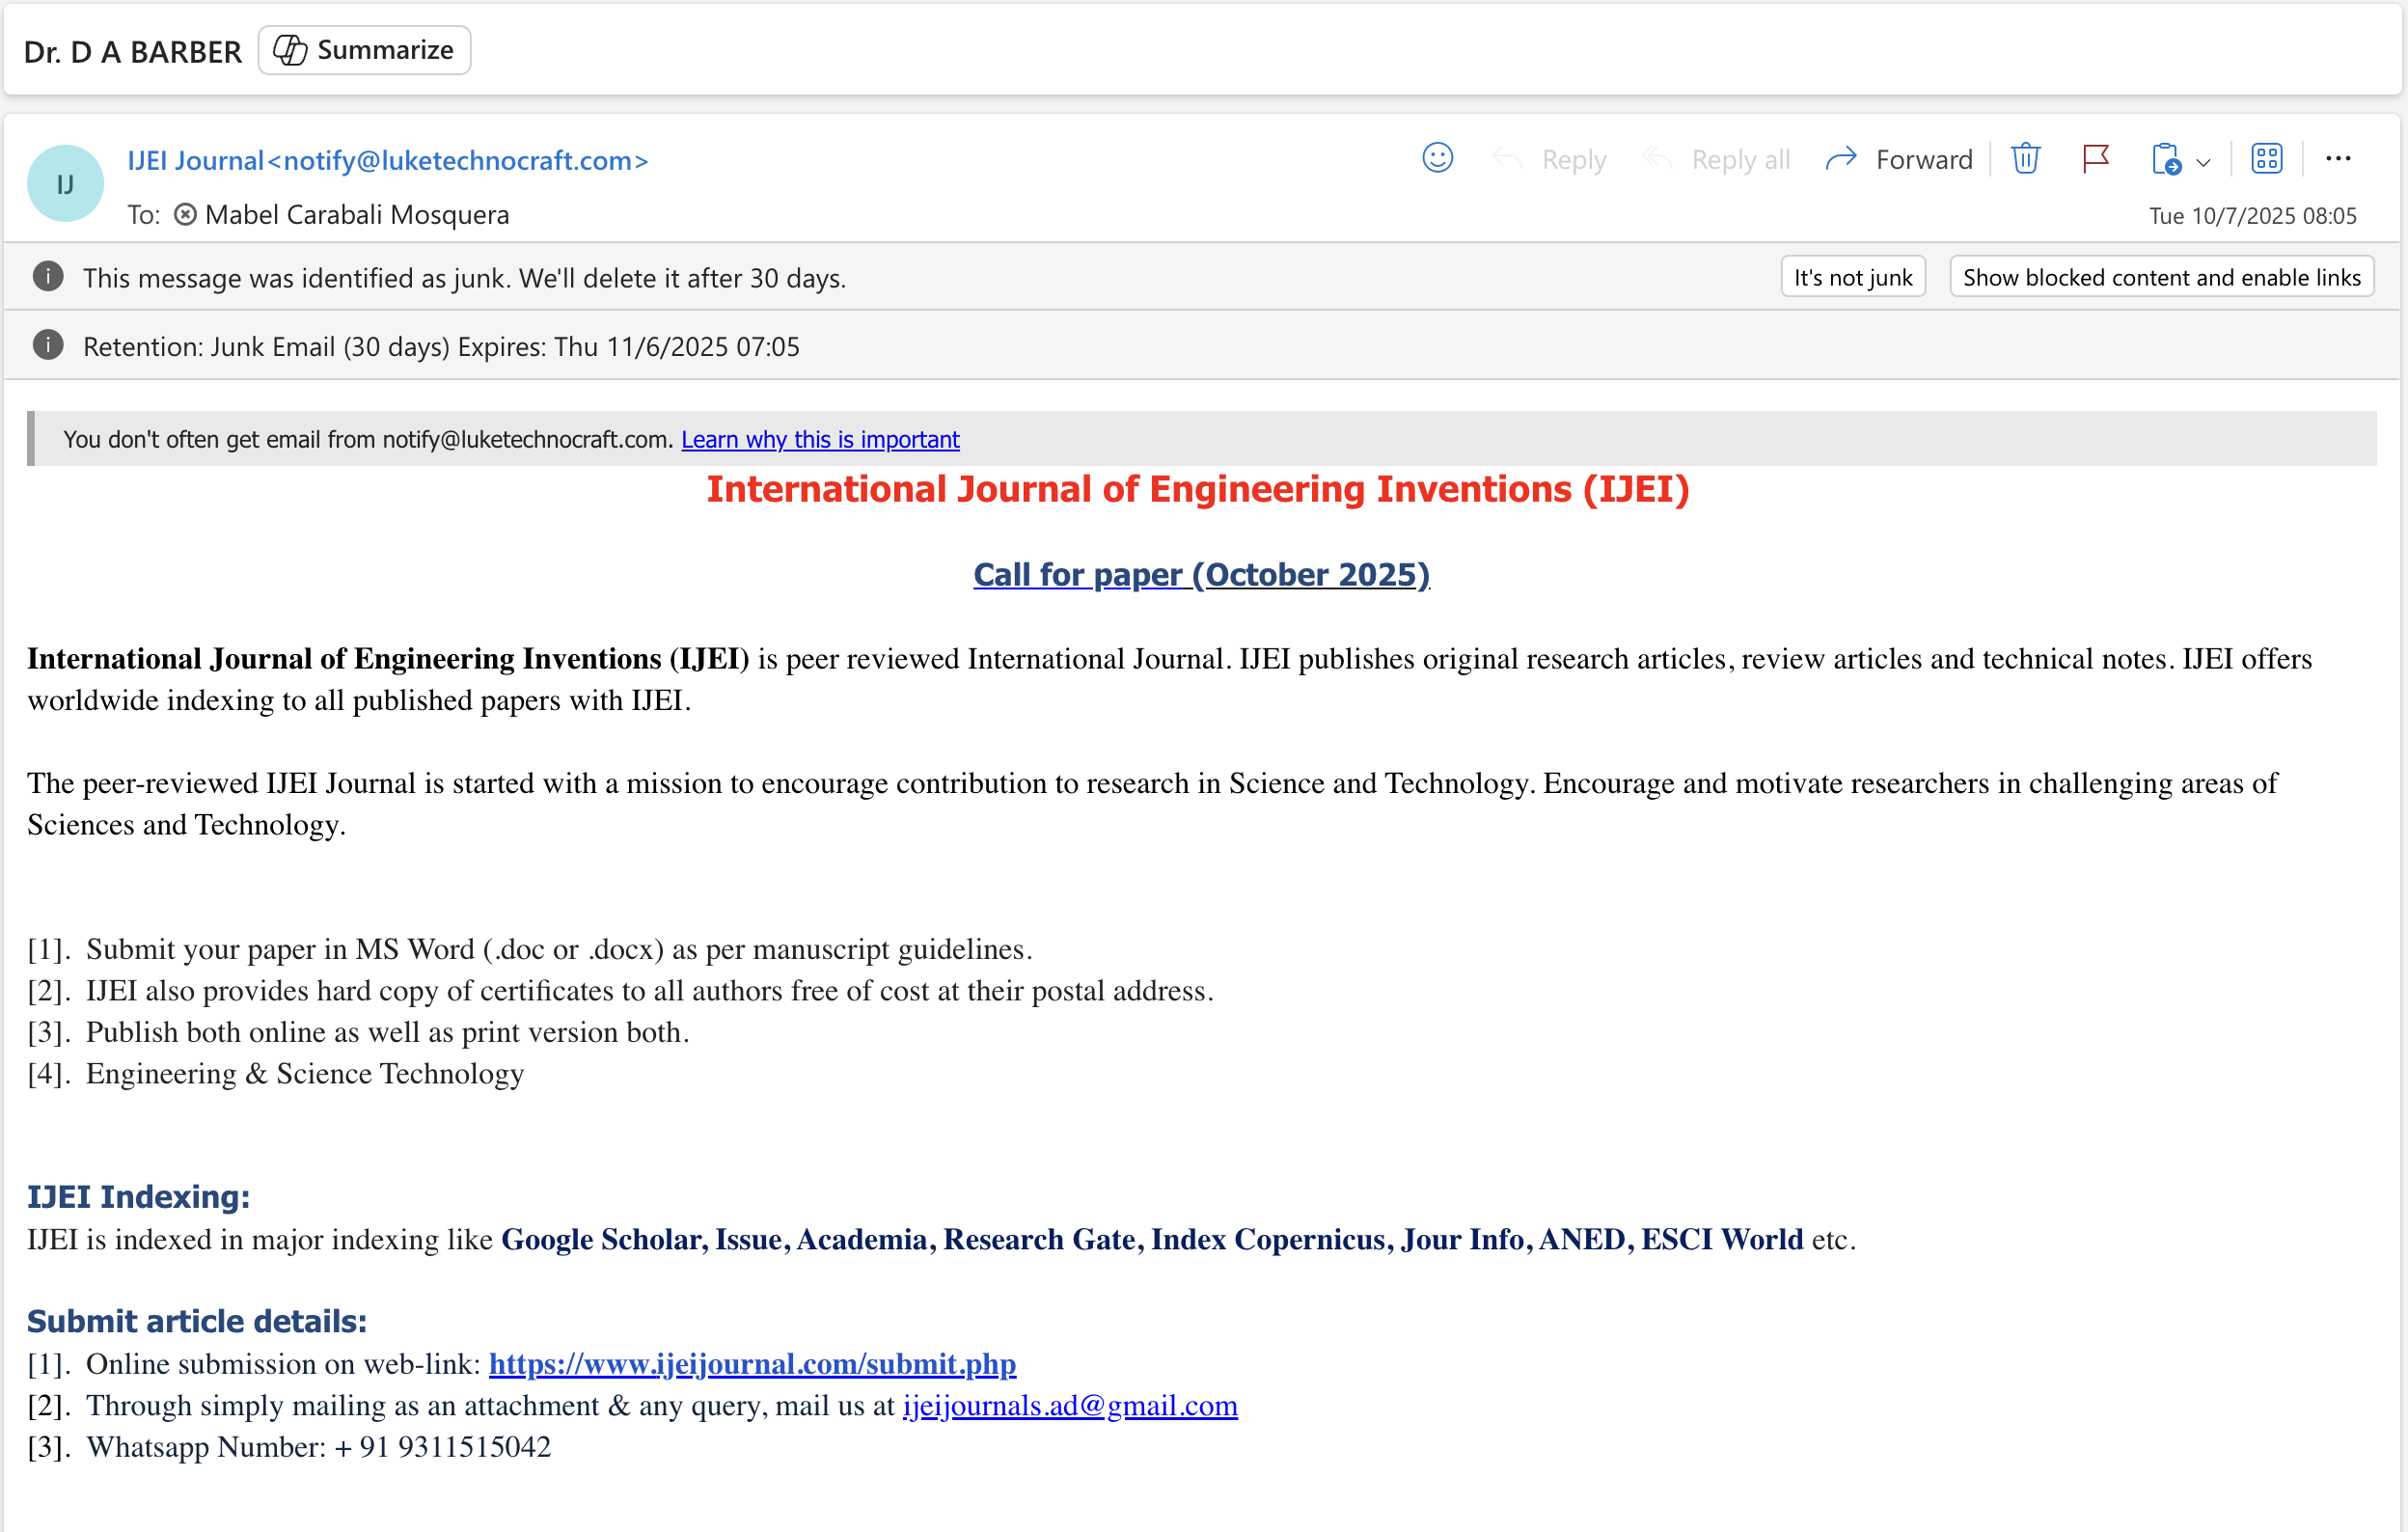 Dr. D A BARBER Summarize
IJ
IJEI Journal<notify@luketechnocraft.com>
Reply Reply all Forward
To: Mabel Carabali Mosquera
Tue 10/7/2025 08:05
This message was identified as junk. We'll delete it after 30 days.
It's not junk Show blocked content and enable links
Retention: Junk Email (30 days) Expires: Thu 11/6/2025 07:05
You don't often get email from notify@luketechnocraft.com. Learn why this is important
International Journal of Engineering Inventions (IJEI)
Call for paper (October 2025)
International Journal of Engineering Inventions (IJEI) is peer reviewed International Journal. IJEI publishes original research articles, review articles and technical notes. IJEI offers
worldwide indexing to all published papers with IJEI.
The peer-reviewed IJEI Journal is started with a mission to encourage contribution to research in Science and Technology. Encourage and motivate researchers in challenging areas of
Sciences and Technology.
[1]. Submit your paper in MS Word (.doc or .docx) as per manuscript guidelines.
[2]. IJEI also provides hard copy of certificates to all authors free of cost at their postal address.
[3]. Publish both online as well as print version both.
[4]. Engineering & Science Technology
IJEI Indexing:
IJEI is indexed in major indexing like Google Scholar, Issue, Academia, Research Gate, Index Copernicus, Jour Info, ANED, ESCI World etc.
Submit article details:
[1]. Online submission on web-link: https://www.ijeijournal.com/submit.php
[2]. Through simply mailing as an attachment & any query, mail us at ijeijournals.ad@gmail.com
[3]. Whatsapp Number: + 91 9311515042